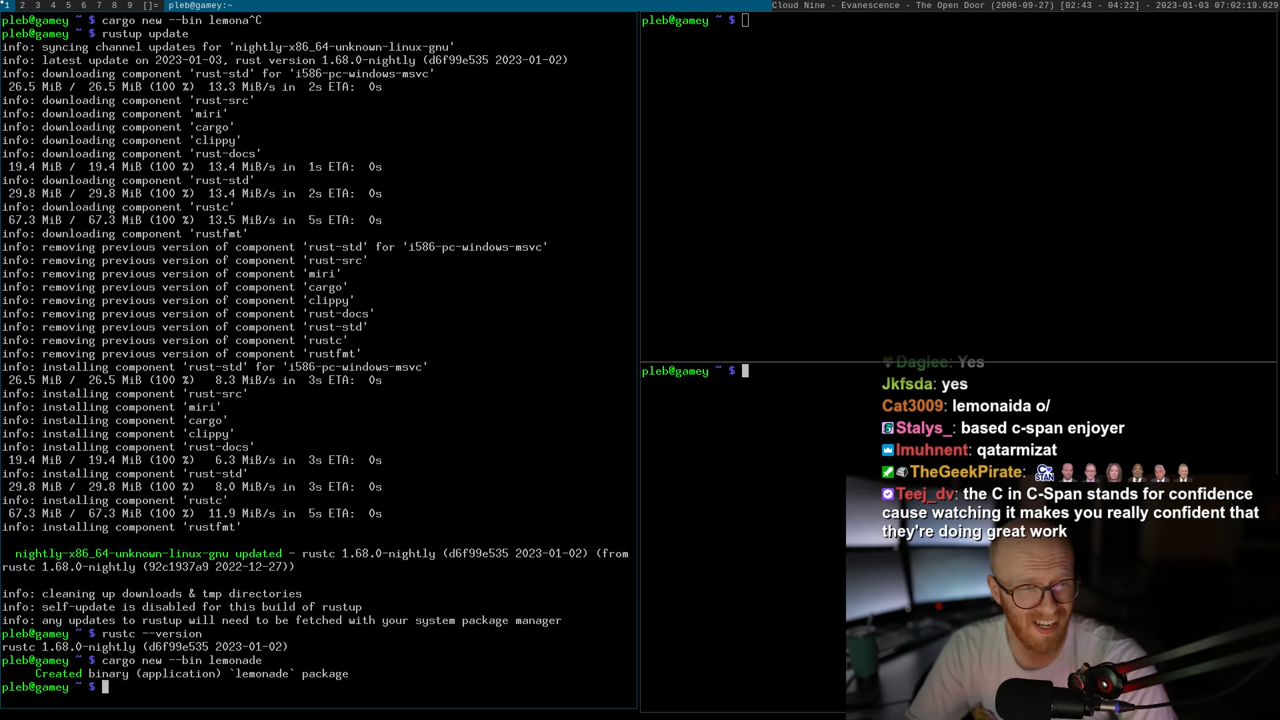 1 2 3 4 5 6 7 8 9 []= pleb@gamey:~ Cloud Nine - Evanescence - The Open Door (2006-09-27) [02:43 - 04:22] - 2023-01-03 07:02:19.029
pleb@gamey ~ $ cargo new --bin lemona^C
pleb@gamey ~ $ rustup update
info: syncing channel updates for 'nightly-x86_64-unknown-linux-gnu'
info: latest update on 2023-01-03, rust version 1.68.0-nightly (d6f99e535 2023-01-02)
info: downloading component 'rust-std' for 'i586-pc-windows-msvc'
26.5 MiB / 26.5 MiB (100 %) 13.3 MiB/s in 2s ETA: 0s
info: downloading component 'rust-src'
info: downloading component 'miri'
info: downloading component 'cargo'
info: downloading component 'clippy'
info: downloading component 'rust-docs'
19.4 MiB / 19.4 MiB (100 %) 13.4 MiB/s in 1s ETA: 0s
info: downloading component 'rust-std'
29.8 MiB / 29.8 MiB (100 %) 13.4 MiB/s in 2s ETA: 0s
info: downloading component 'rustc'
67.3 MiB / 67.3 MiB (100 %) 13.5 MiB/s in 5s ETA: 0s
info: downloading component 'rustfmt'
info: removing previous version of component 'rust-std' for 'i586-pc-windows-msvc'
info: removing previous version of component 'rust-src'
info: removing previous version of component 'miri'
info: removing previous version of component 'cargo'
info: removing previous version of component 'clippy'
info: removing previous version of component 'rust-docs'
info: removing previous version of component 'rust-std'
info: removing previous version of component 'rustc'
info: removing previous version of component 'rustfmt'
info: installing component 'rust-std' for 'i586-pc-windows-msvc'
26.5 MiB / 26.5 MiB (100 %) 8.3 MiB/s in 3s ETA: 0s
info: installing component 'rust-src'
info: installing component 'miri'
info: installing component 'cargo'
info: installing component 'clippy'
info: installing component 'rust-docs'
19.4 MiB / 19.4 MiB (100 %) 6.3 MiB/s in 3s ETA: 0s
info: installing component 'rust-std'
29.8 MiB / 29.8 MiB (100 %) 8.0 MiB/s in 3s ETA: 0s
info: installing component 'rustc'
67.3 MiB / 67.3 MiB (100 %) 11.9 MiB/s in 5s ETA: 0s
info: installing component 'rustfmt'
nightly-x86_64-unknown-linux-gnu updated - rustc 1.68.0-nightly (d6f99e535 2023-01-02) (from
rustc 1.68.0-nightly (92c1937a9 2022-12-27))
info: cleaning up downloads & tmp directories
info: self-update is disabled for this build of rustup
info: any updates to rustup will need to be fetched with your system package manager
pleb@gamey ~ $ rustc --version
rustc 1.68.0-nightly (d6f99e535 2023-01-02)
pleb@gamey ~ $ cargo new --bin lemonade
Created binary (application) `lemonade` package
pleb@gamey ~ $
pleb@gamey ~ $
pleb@gamey ~ $
Daglee: Yes
Jkfsda: yes
Cat3009: lemonaida o/
Stalys_: based c-span enjoyer
Imuhnent: qatarmizat
TheGeekPirate: C-STAN
Teej_dv: the C in C-Span stands for confidence
cause watching it makes you really confident that
they're doing great work